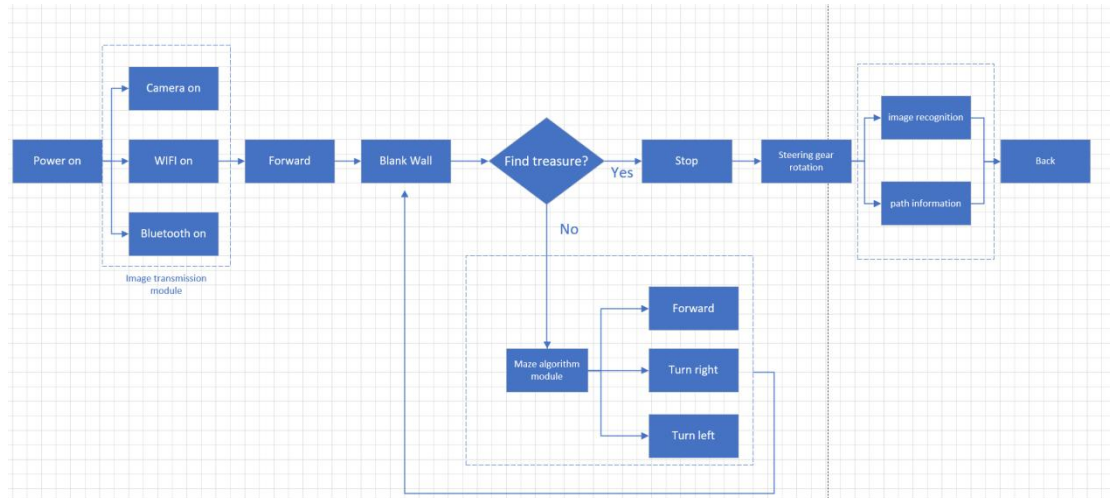 Camera on
Power on
WIFI on
Forward
Blank Wall
Find treasure?
Yes
Stop
Steering gear
rotation
image recognition
path information
Back
Bluetooth on
Image transmission
module
No
Maze algorithm
module
Forward
Turn right
Turn left